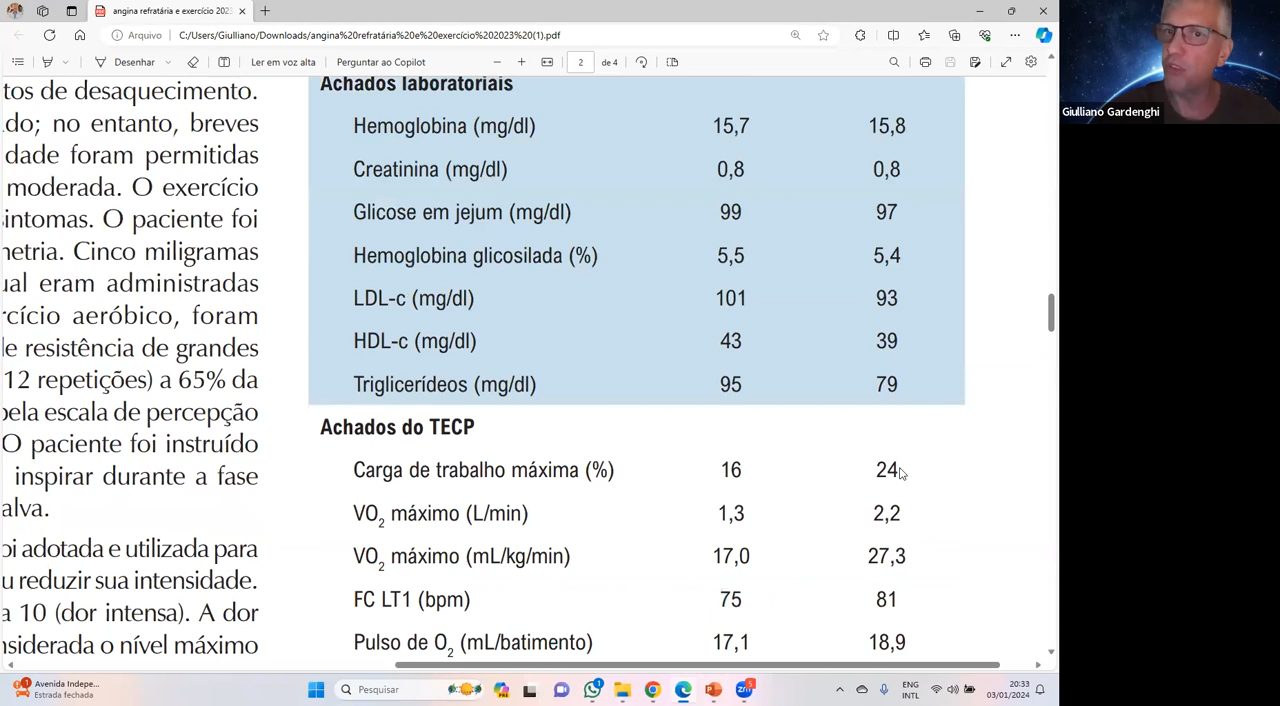 angina refratária e exercício 202
Arquivo
C:/Users/Giulliano/Downloads/angina%20refratária%20e%20exercício%202023%20(1).pdf
Desenhar
Ler em voz alta
Perguntar ao Copilot
2
de 4
Giulliano Gardenghi
tos de desaquecimento.
do; no entanto, breves
dade foram permitidas
moderada. O exercício
sintomas. O paciente foi
netria. Cinco miligramas
ual eram administradas
rcício aeróbico, foram
de resistência de grandes
12 repetições) a 65% da
pela escala de percepção
O paciente foi instruído
inspirar durante a fase
alva.
oi adotada e utilizada para
u reduzir sua intensidade.
a 10 (dor intensa). A dor
nsiderada o nível máximo
Achados laboratoriais
Hemoglobina (mg/dl) 15,7 15,8
Creatinina (mg/dl) 0,8 0,8
Glicose em jejum (mg/dl) 99 97
Hemoglobina glicosilada (%) 5,5 5,4
LDL-c (mg/dl) 101 93
HDL-c (mg/dl) 43 39
Triglicerídeos (mg/dl) 95 79
Achados do TECP
Carga de trabalho máxima (%) 16 24
VO2 máximo (L/min) 1,3 2,2
VO2 máximo (mL/kg/min) 17,0 27,3
FC LT1 (bpm) 75 81
Pulso de O2 (mL/batimento) 17,1 18,9
Avenida Indepe...
Estrada fechada
Pesquisar
ENG
INTL
20:33
03/01/2024